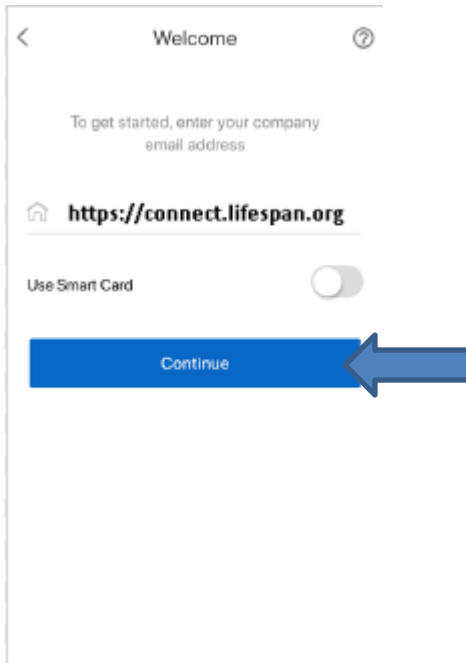 Welcome
To get started, enter your company
email address
https://connect.lifespan.org
Use Smart Card
Continue